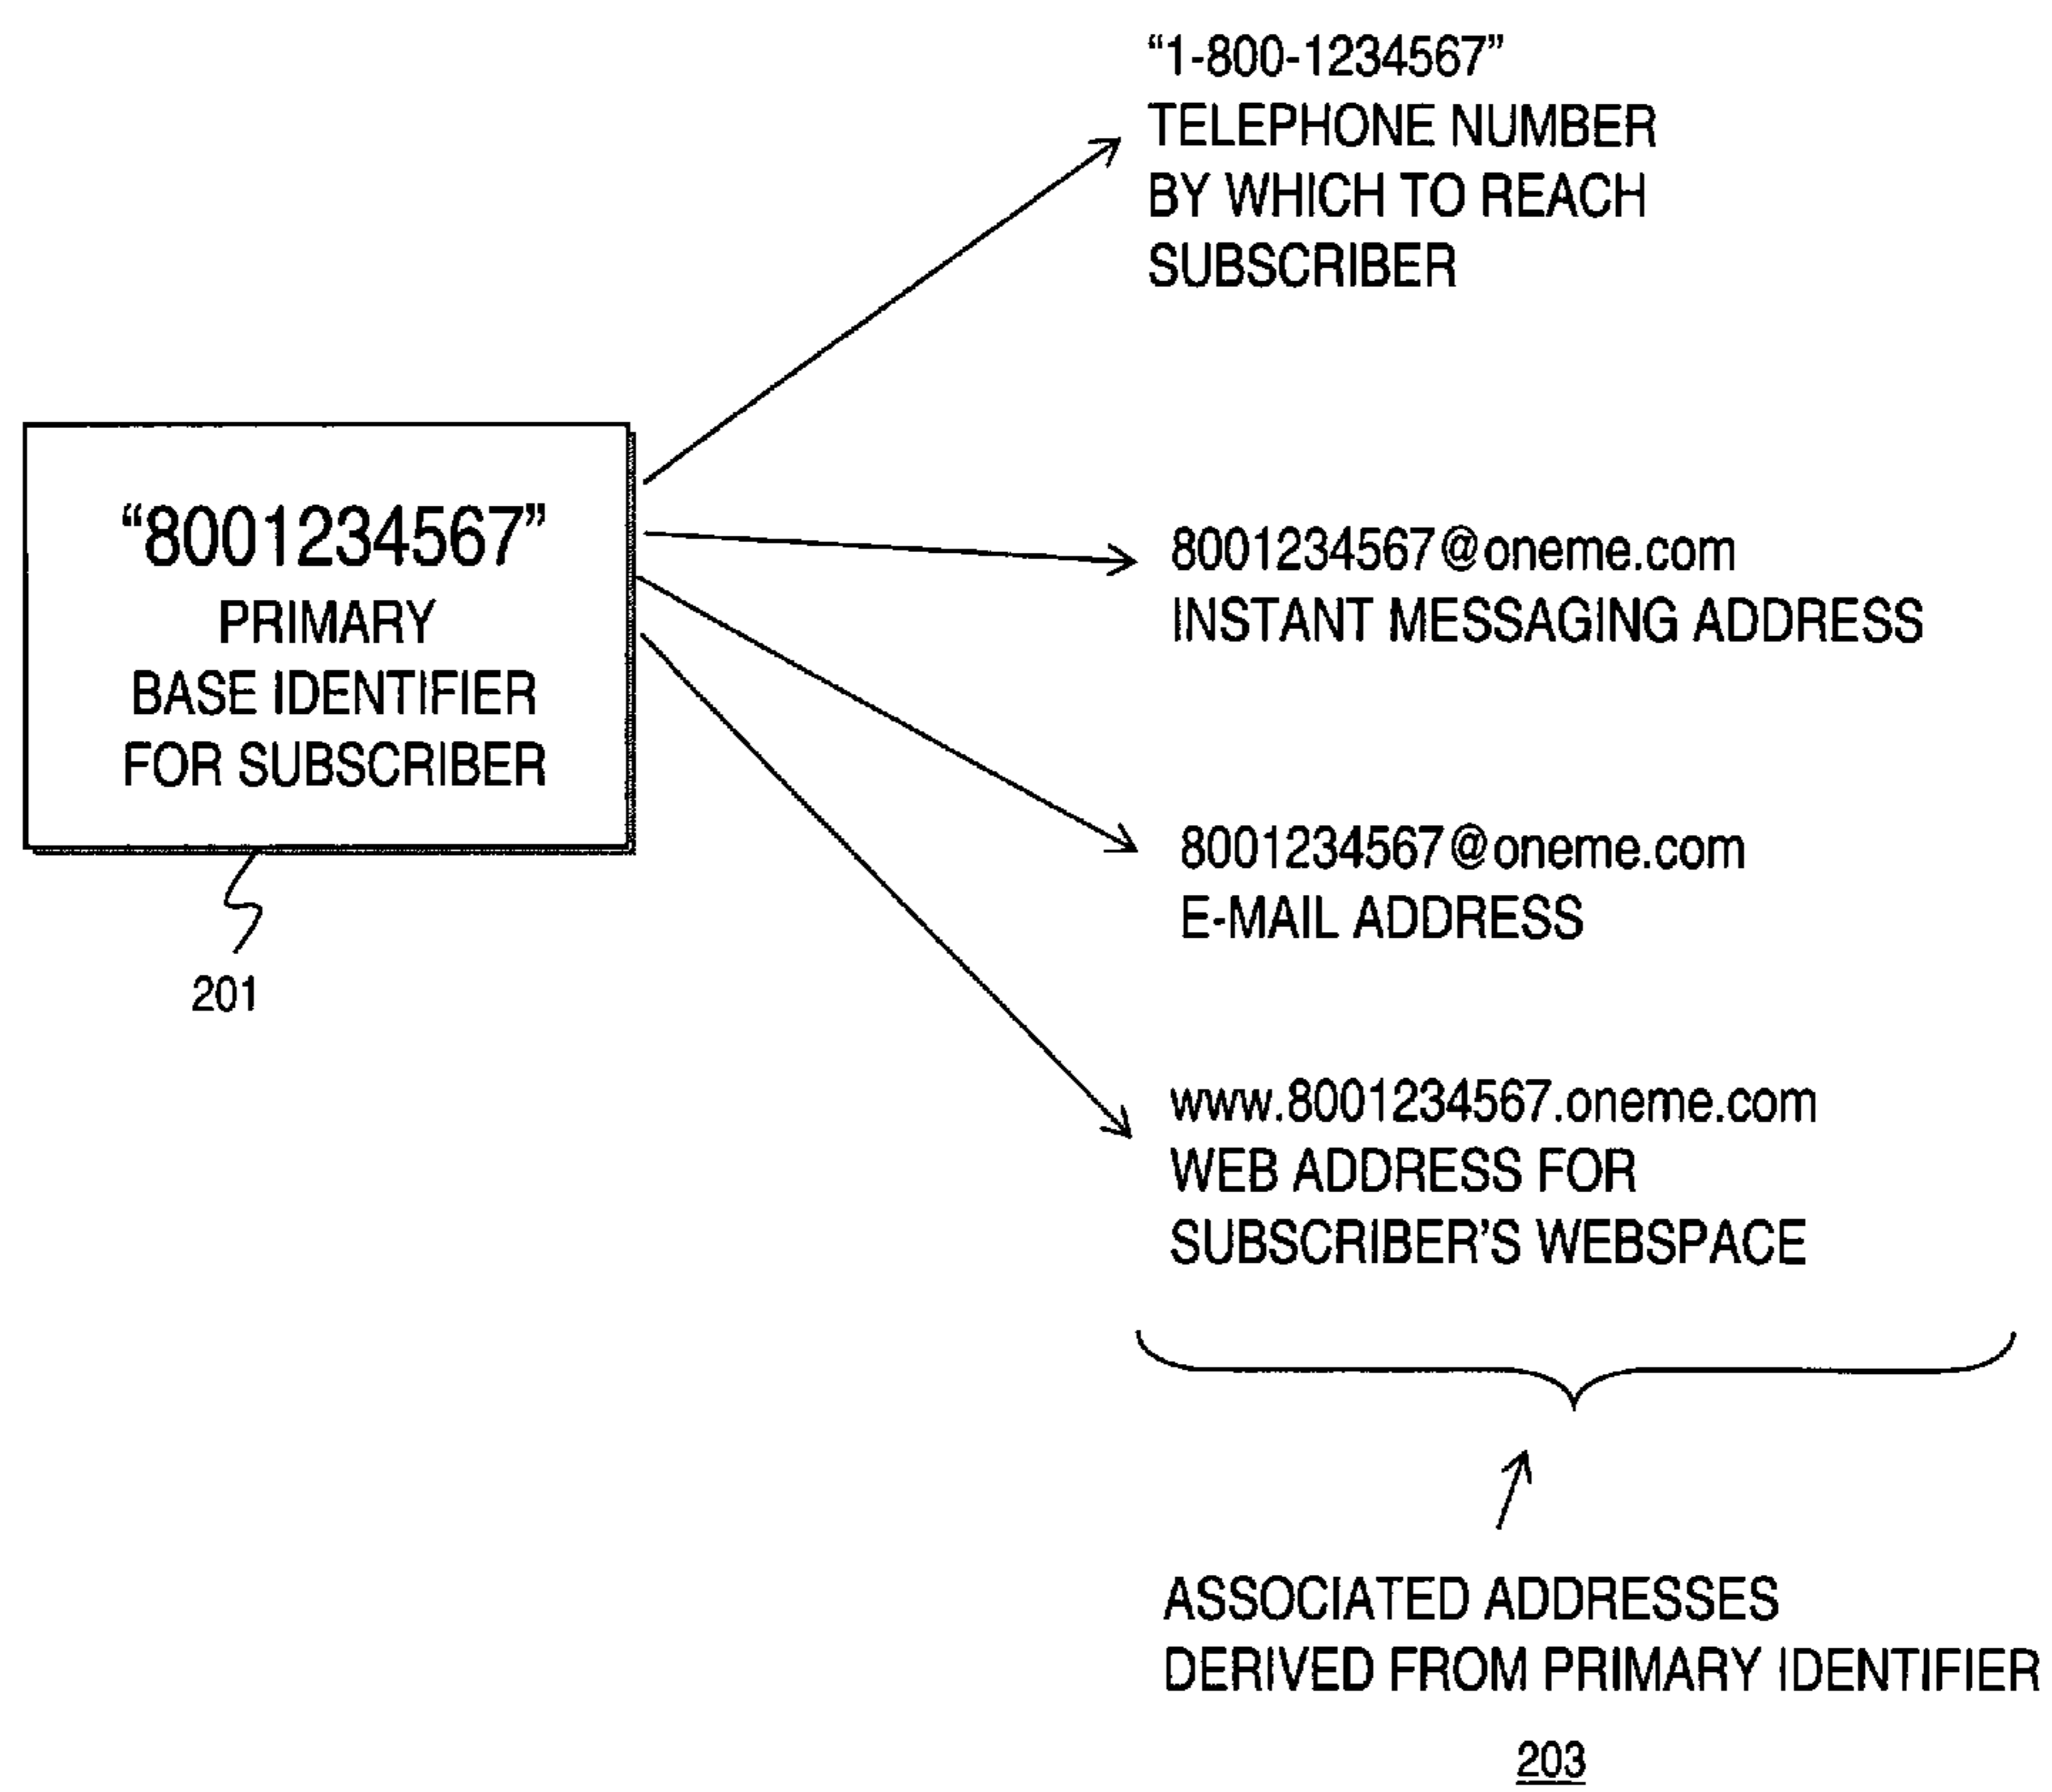 “1-800-1234567”
TELEPHONE NUMBER
BY WHICH TO REACH
SUBSCRIBER
“8001234567”
PRIMARY
BASE IDENTIFIER
FOR SUBSCRIBER
201
8001234567@oneme.com
INSTANT MESSAGING ADDRESS
8001234567@oneme.com
E-MAIL ADDRESS
www.8001234567.oneme.com
WEB ADDRESS FOR
SUBSCRIBER’S WEBSPACE
ASSOCIATED ADDRESSES
DERIVED FROM PRIMARY IDENTIFIER
203